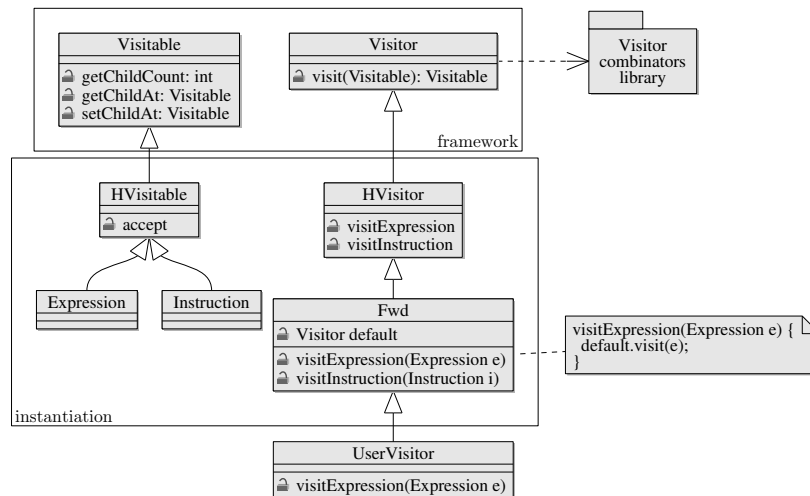 Visitable
getChildCount: int
getChildAt: Visitable
setChildAt: Visitable
Visitor
visit(Visitable): Visitable
Visitor
combinators
library
framework
HVisitable
accept
HVisitor
visitExpression
visitInstruction
Expression
Instruction
Fwd
Visitor default
visitExpression(Expression e)
visitInstruction(Instruction i)
visitExpression(Expression e) {
default.visit(e);
}
instantiation
UserVisitor
visitExpression(Expression e)